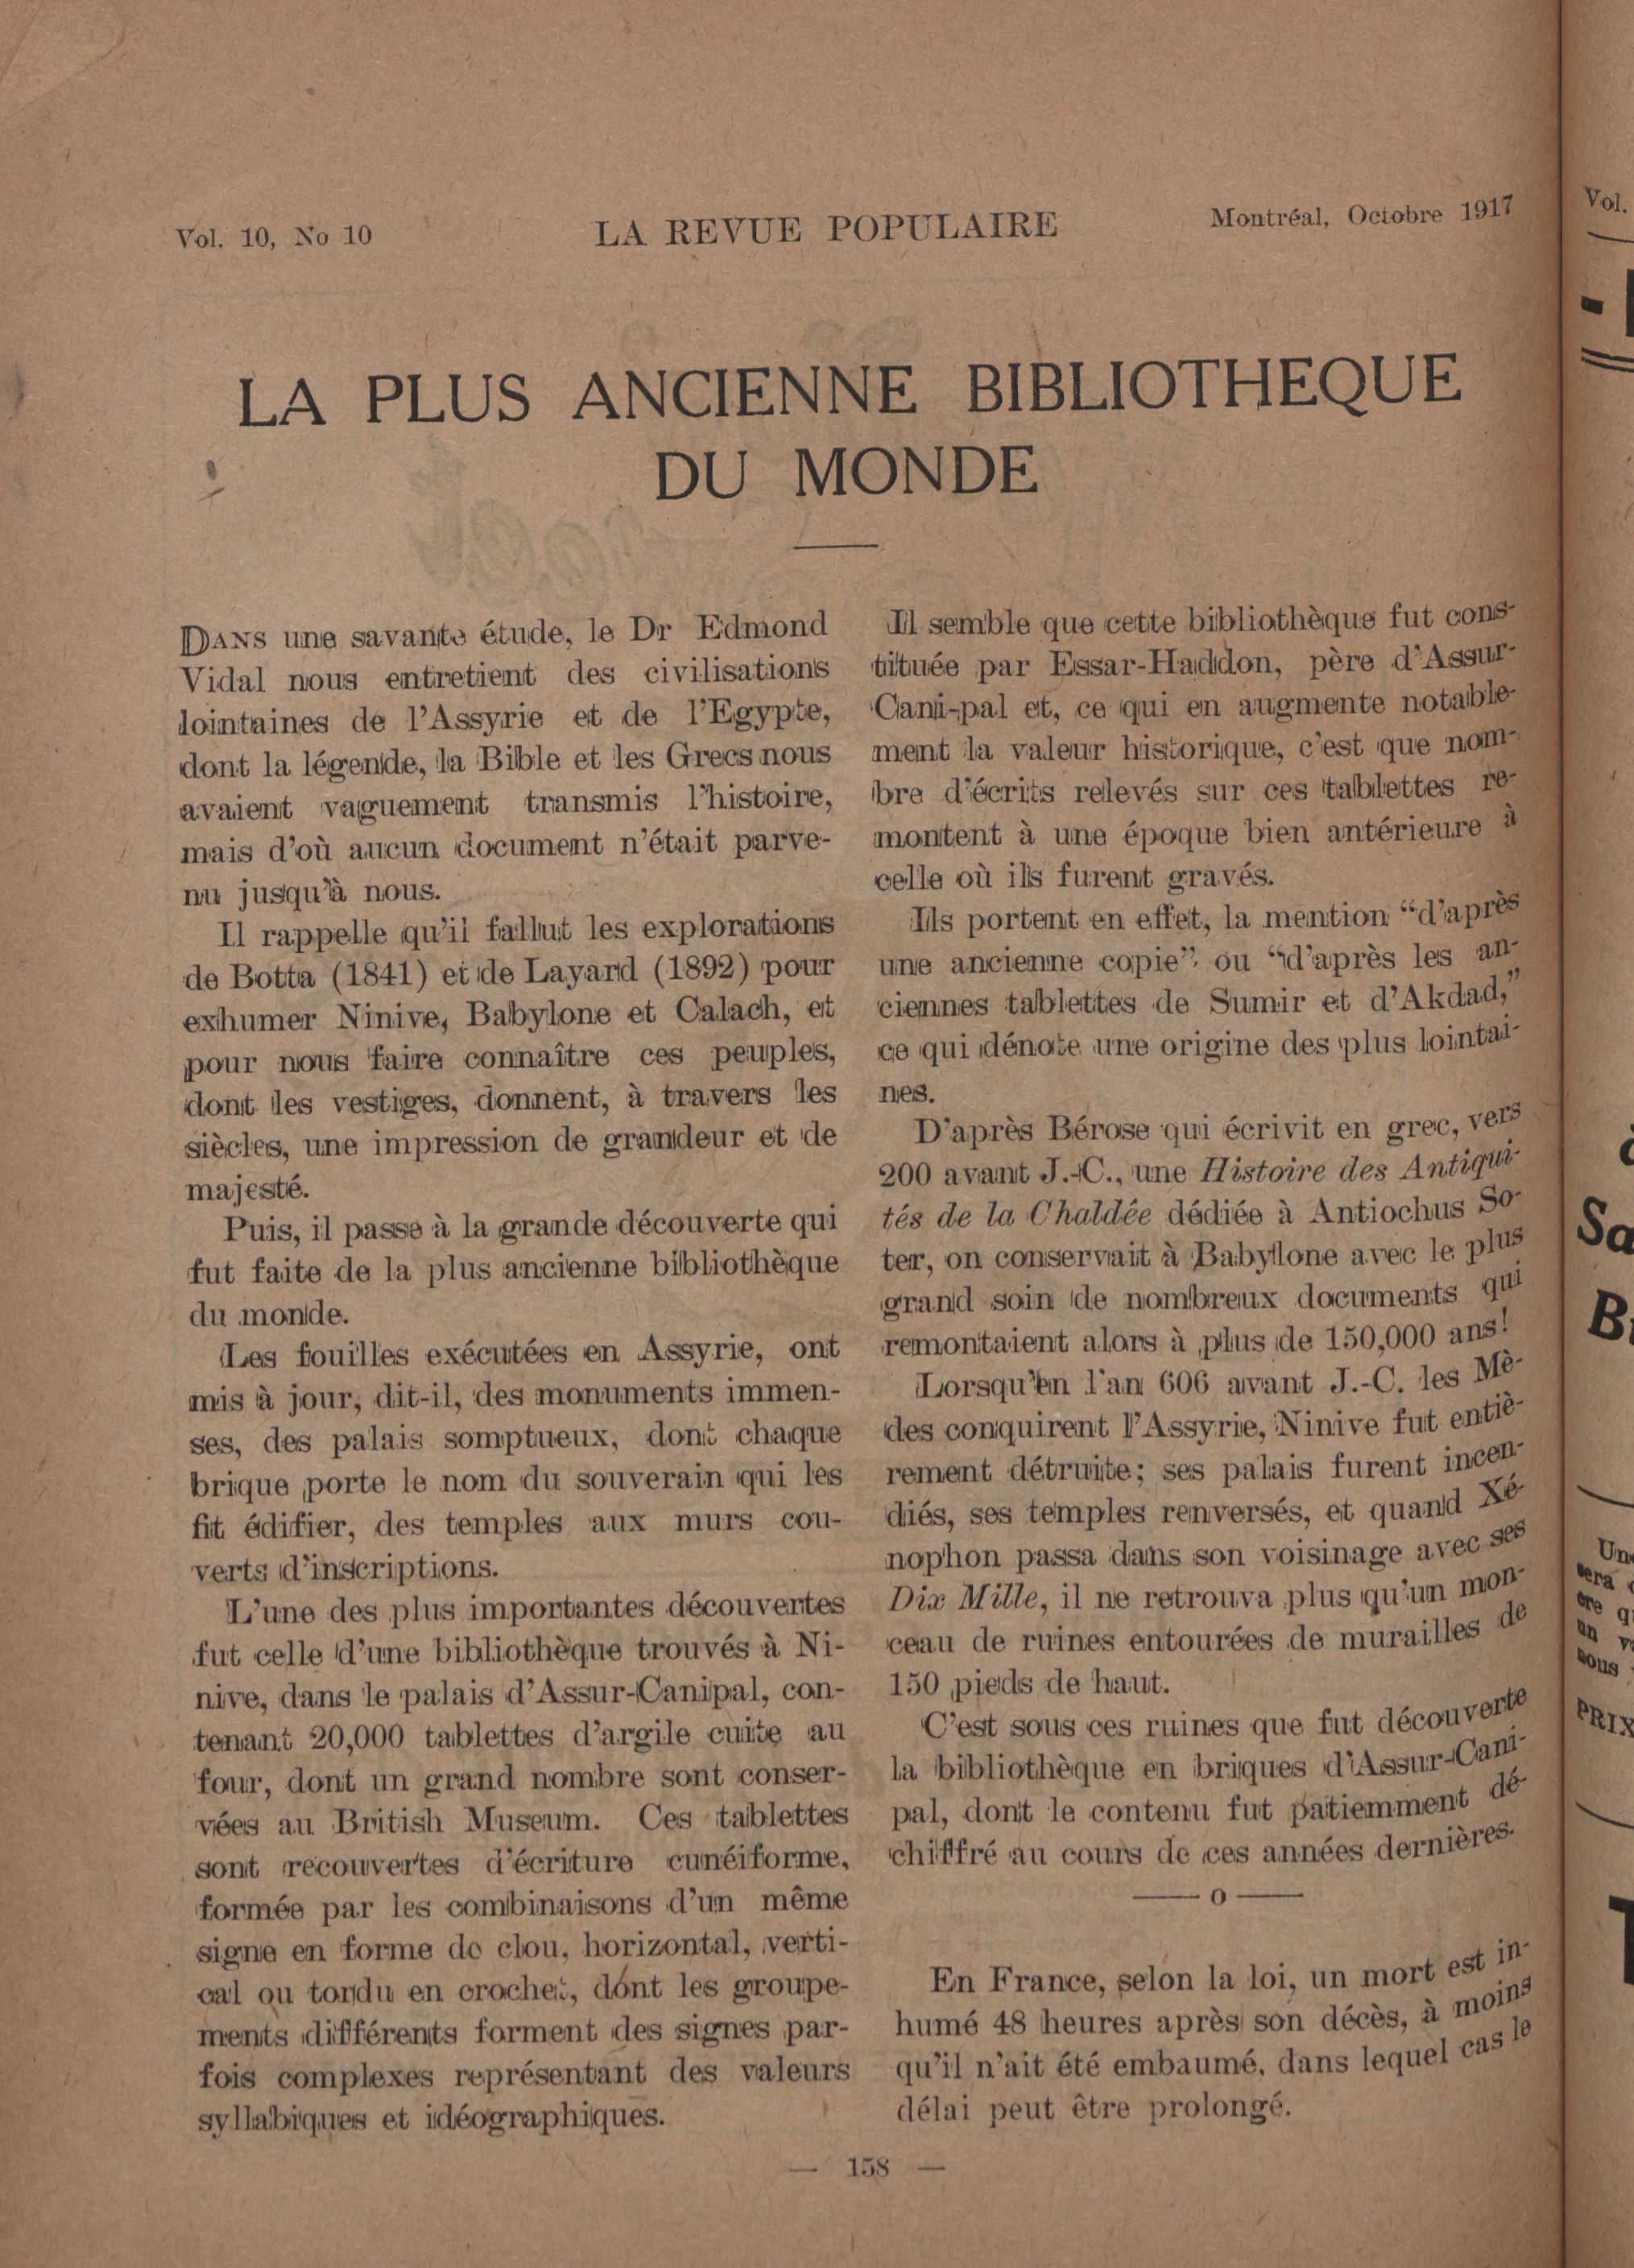 Vol. 10, No 10
LA REVUE POPULAIRE
Montréal, Octobre 1917
LA PLUS ANCIENNE BIBLIOTHEQUE
DU MONDE
DANS une savante étude, le Dr Edmond
Vidal nous entretient des civilisations
lointaines de l'Assyrie et de l'Egypte,
dont la légende, la Bible et les Grecs nous
avaient vaguement transmis l'histoire,
mais d'où aucun document n'était parve-
nu jusqu'à nous.
Il rappelle qu'il fallut les explorations
de Botta (1841) et de Layard (1892) pour
exhumer Ninive, Babylone et Calach, et
pour nous faire connaître ces peuples,
dont les vestiges, donnent, à travers les
siècles, une impression de grandeur et de
majesté.
Puis, il passe à la grande découverte qui
fut faite de la plus ancienne bibliothèque
du monde.
Les fouilles exécutées en Assyrie, ont
mis à jour, dit-il, des monuments immen-
ses, des palais somptueux, dont chaque
brique porte le nom du souverain qui les
fit édifier, des temples aux murs cou-
verts d'inscriptions.
L'une des plus importantes découvertes
fut celle d'une bibliothèque trouvés à Ni-
nive, dans le palais d'Assur-Canipal, con-
tenant 20,000 tablettes d'argile cuite au
four, dont un grand nombre sont conser-
vées au British Museum. Ces tablettes
sont recouvertes d'écriture cunéiforme,
formée par les combinaisons d'un même
signe en forme de clou, horizontal, verti-
cal ou tordu en crochet, dont les groupe-
ments différents forment des signes par-
fois complexes représentant des valeurs
syllabiques et idéographiques.
Il semble que cette bibliothèque fut cons-
tituée par Essar-Haddon, père d'Assur-
Cani-pal et, ce qui en augmente notable-
ment la valeur historique, c'est que nom-
bre d'écrits relevés sur ces tablettes re-
montent à une époque bien antérieure à
celle où ils furent gravés.
Ils portent en effet, la mention "d'après
une ancienne copie" ou "d'après les an-
ciennes tablettes de Sumir et d'Akdad,"
ce qui dénote une origine des plus lointai-
nes.
D'après Bérose qui écrivit en grec, vers
200 avant J.-C., une Histoire des Antiqui-
tés de la Chaldée dédiée à Antiochus So-
ter, on conservait à Babylone avec le plus
grand soin de nombreux documents qui
remontaient alors à plus de 150,000 ans!
Lorsqu'en l'an 606 avant J.-C. les Mè-
des conquirent l'Assyrie, Ninive fut entiè-
rement détruite; ses palais furent incen-
diés, ses temples renversés, et quand Xé-
nophon passa dans son voisinage avec ses
Dix Mille, il ne retrouva plus qu'un mon-
ceau de ruines entourées de murailles de
150 pieds de haut.
C'est sous ces ruines que fut découverte
la bibliothèque en briques d'Assur-Cani-
pal, dont le contenu fut patiemment dé-
chiffré au cours de ces années dernières.
— o —
En France, selon la loi, un mort est in-
humé 48 heures après son décès, à moins
qu'il n'ait été embaumé, dans lequel cas le
délai peut être prolongé.
— 158 —
Vol.
PRIX